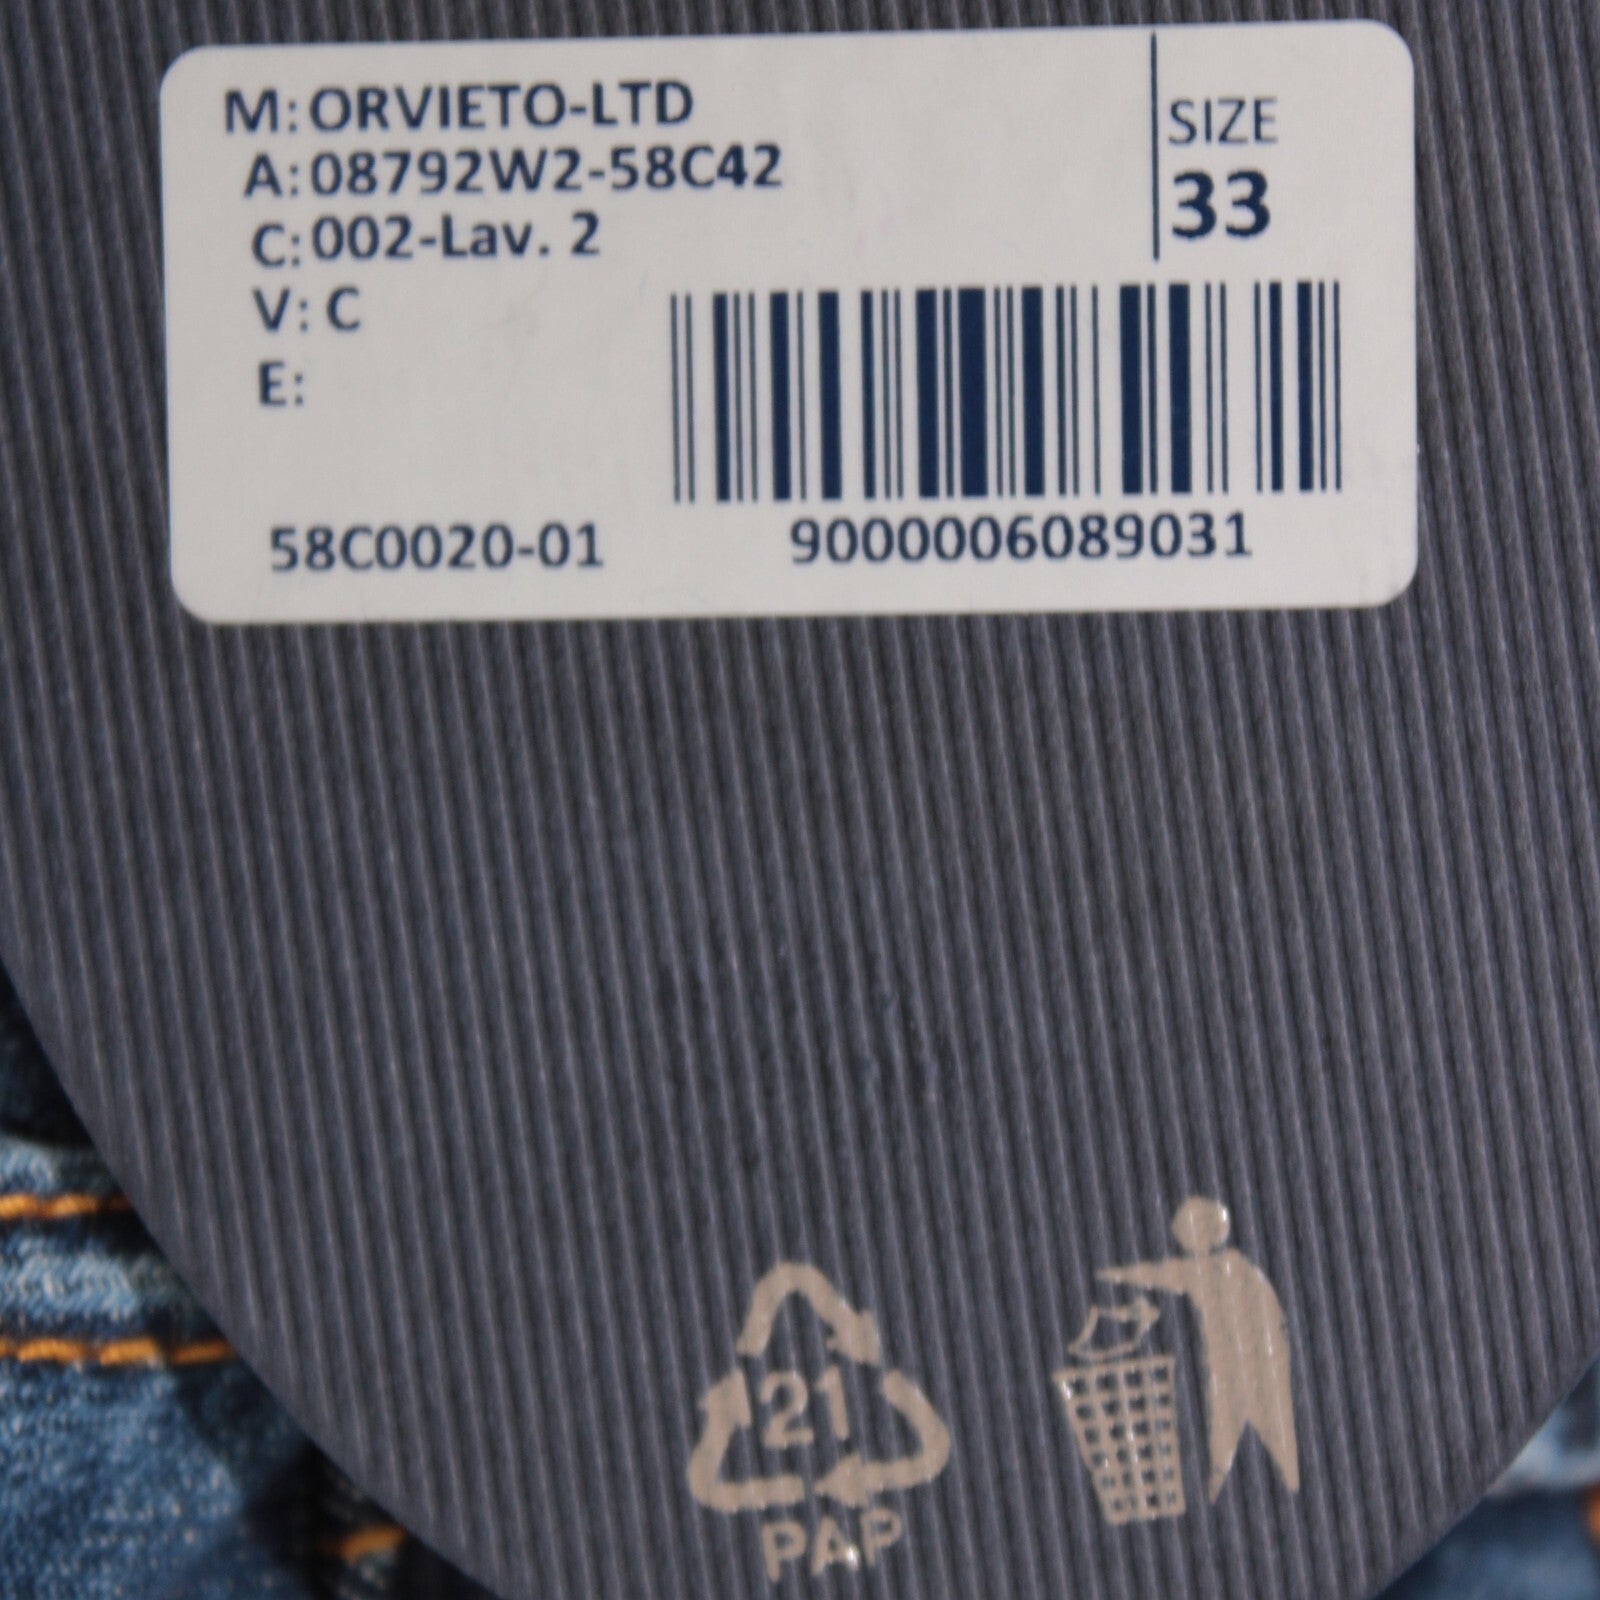 M: ORVIETO-LTD
A: 08792W2-58C42
C: 002-Lav. 2
V: C
E:
SIZE
33
58C0020-01
9000006089031
21
PAP